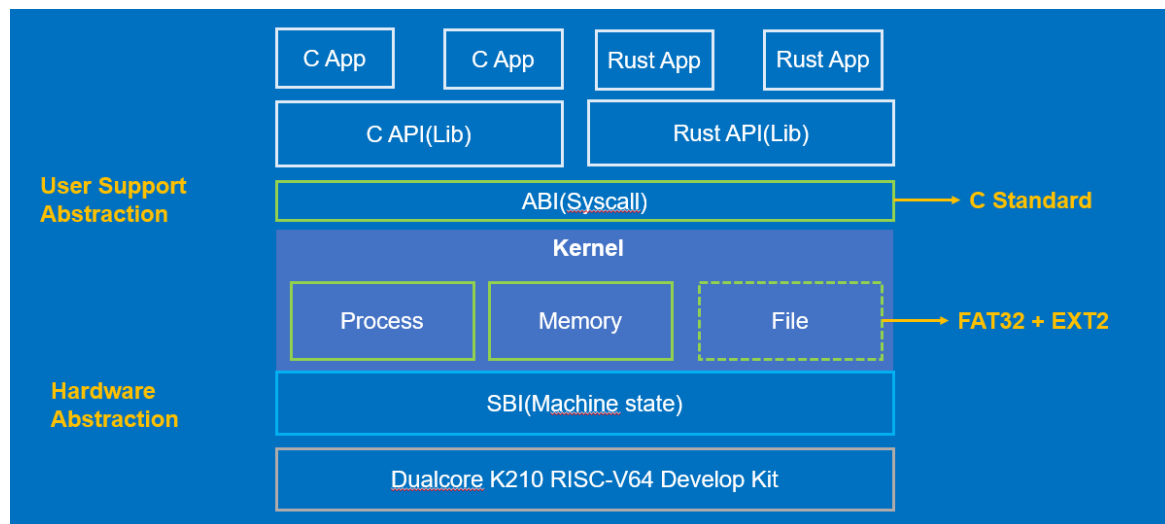 C App
C App
Rust App
Rust App
C API(Lib)
Rust API(Lib)
User Support
Abstraction
ABI(Syscall)
C Standard
Kernel
Process
Memory
File
FAT32 + EXT2
Hardware
Abstraction
SBI(Machine state)
Dualcore K210 RISC-V64 Develop Kit